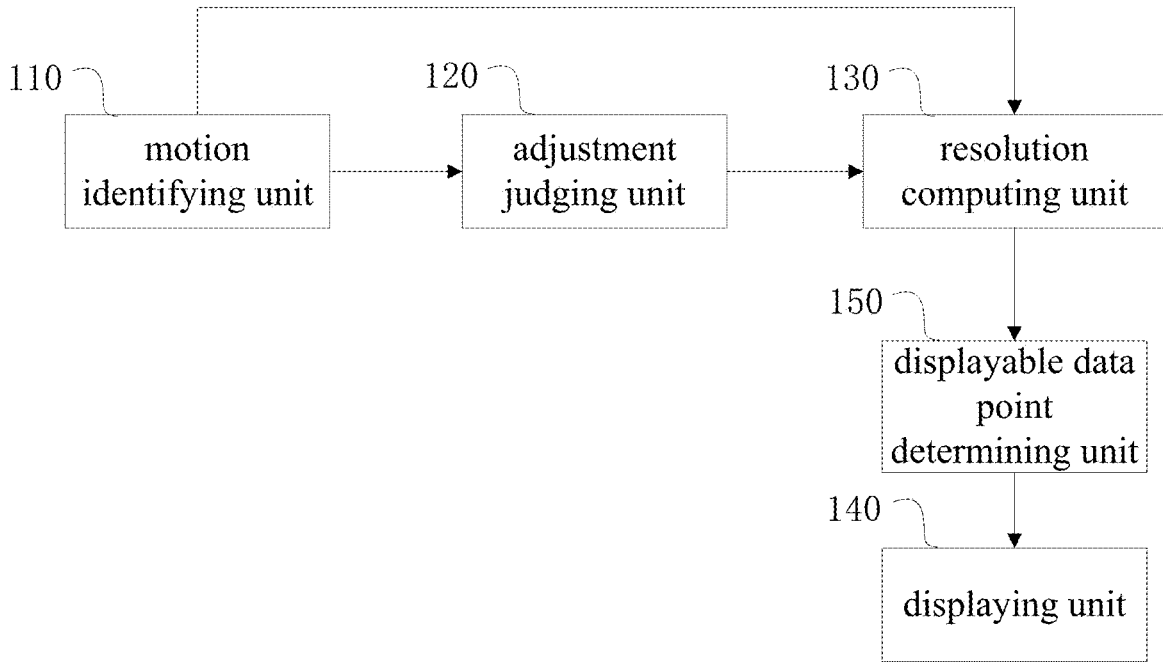 110
120
130
motion
identifying unit
adjustment
judging unit
resolution
computing unit
150
displayable data
point
determining unit
140
displaying unit